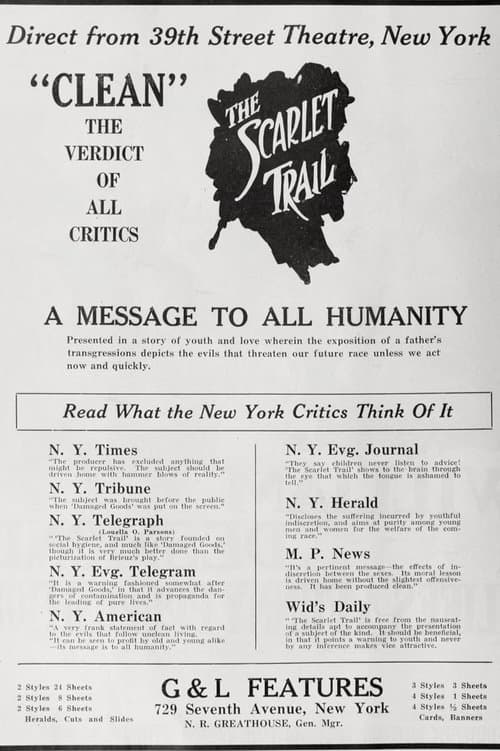 Direct from 39th Street Theatre, New York
"CLEAN"
THE
VERDICT
OF
ALL
CRITICS
THE
SCARLET
TRAIL
A MESSAGE TO ALL HUMANITY
Presented in a story of youth and love wherein the exposition of a father's
transgressions depicts the evils that threaten our future race unless we act
now and quickly.
Read What the New York Critics Think Of It
N. Y. Times
"The producer has excluded anything that
might be repulsive. The subject should be
driven home with hammer blows of reality."
N. Y. Tribune
"The subject was brought before the public
when 'Damaged Goods' was put on the screen."
N. Y. Telegraph
(Louella O. Parsons)
"'The Scarlet Trail' is a story founded on
social hygiene, and much like 'Damaged Goods,'
though it is very much better done than the
picturization of Brieux's play."
N. Y. Evg. Telegram
"It is a warning fashioned somewhat after
'Damaged Goods,' in that it advances the dan-
gers of contamination and is propaganda for
the leading of pure lives."
N. Y. American
"A very frank statement of fact with regard
to the evils that follow unclean living.
"It can be seen to profit by old and young alike
—its message is to all humanity."
N. Y. Evg. Journal
"They say children never listen to advice!
'The Scarlet Trail' shows to the brain through
the eye that which the tongue is ashamed to
tell."
N. Y. Herald
"Discloses the suffering incurred by youthful
indiscretion, and aims at purity among young
men and women for the welfare of the com-
ing race."
M. P. News
"It's a pertinent message—the effects of in-
discretion between the sexes. Its moral lesson
is driven home without the slightest offensive-
ness. It has been produced clean."
Wid's Daily
"'The Scarlet Trail' is free from the nauseat-
ing details apt to accompany the presentation
of a subject of the kind. It should be beneficial,
in that it points a warning to youth and never
by any inference makes vice attractive.
2 Styles 24 Sheets
2 Styles 8 Sheets
2 Styles 6 Sheets
Heralds, Cuts and Slides
G & L FEATURES
729 Seventh Avenue, New York
N. R. GREATHOUSE, Gen. Mgr.
3 Styles 3 Sheets
4 Styles 1 Sheets
4 Styles ½ Sheets
Cards, Banners